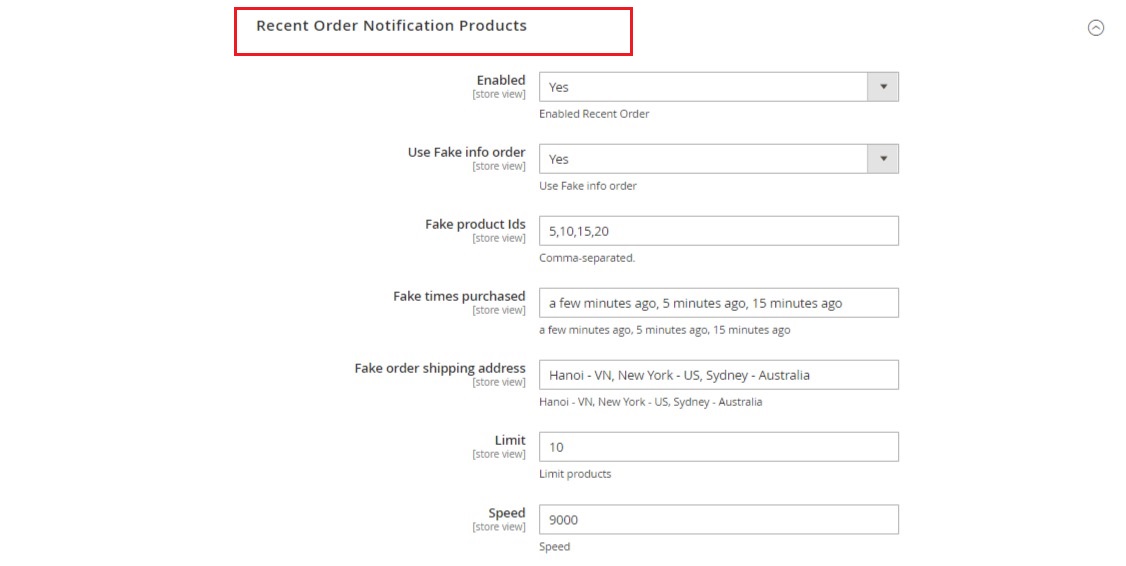 Recent Order Notification Products
Enabled
[store view]
Yes
Enabled Recent Order
Use Fake info order
[store view]
Yes
Use Fake info order
Fake product Ids
[store view]
5,10,15,20
Comma-separated.
Fake times purchased
[store view]
a few minutes ago, 5 minutes ago, 15 minutes ago
a few minutes ago, 5 minutes ago, 15 minutes ago
Fake order shipping address
[store view]
Hanoi - VN, New York - US, Sydney - Australia
Hanoi - VN, New York - US, Sydney - Australia
Limit
[store view]
10
Limit products
Speed
[store view]
9000
Speed